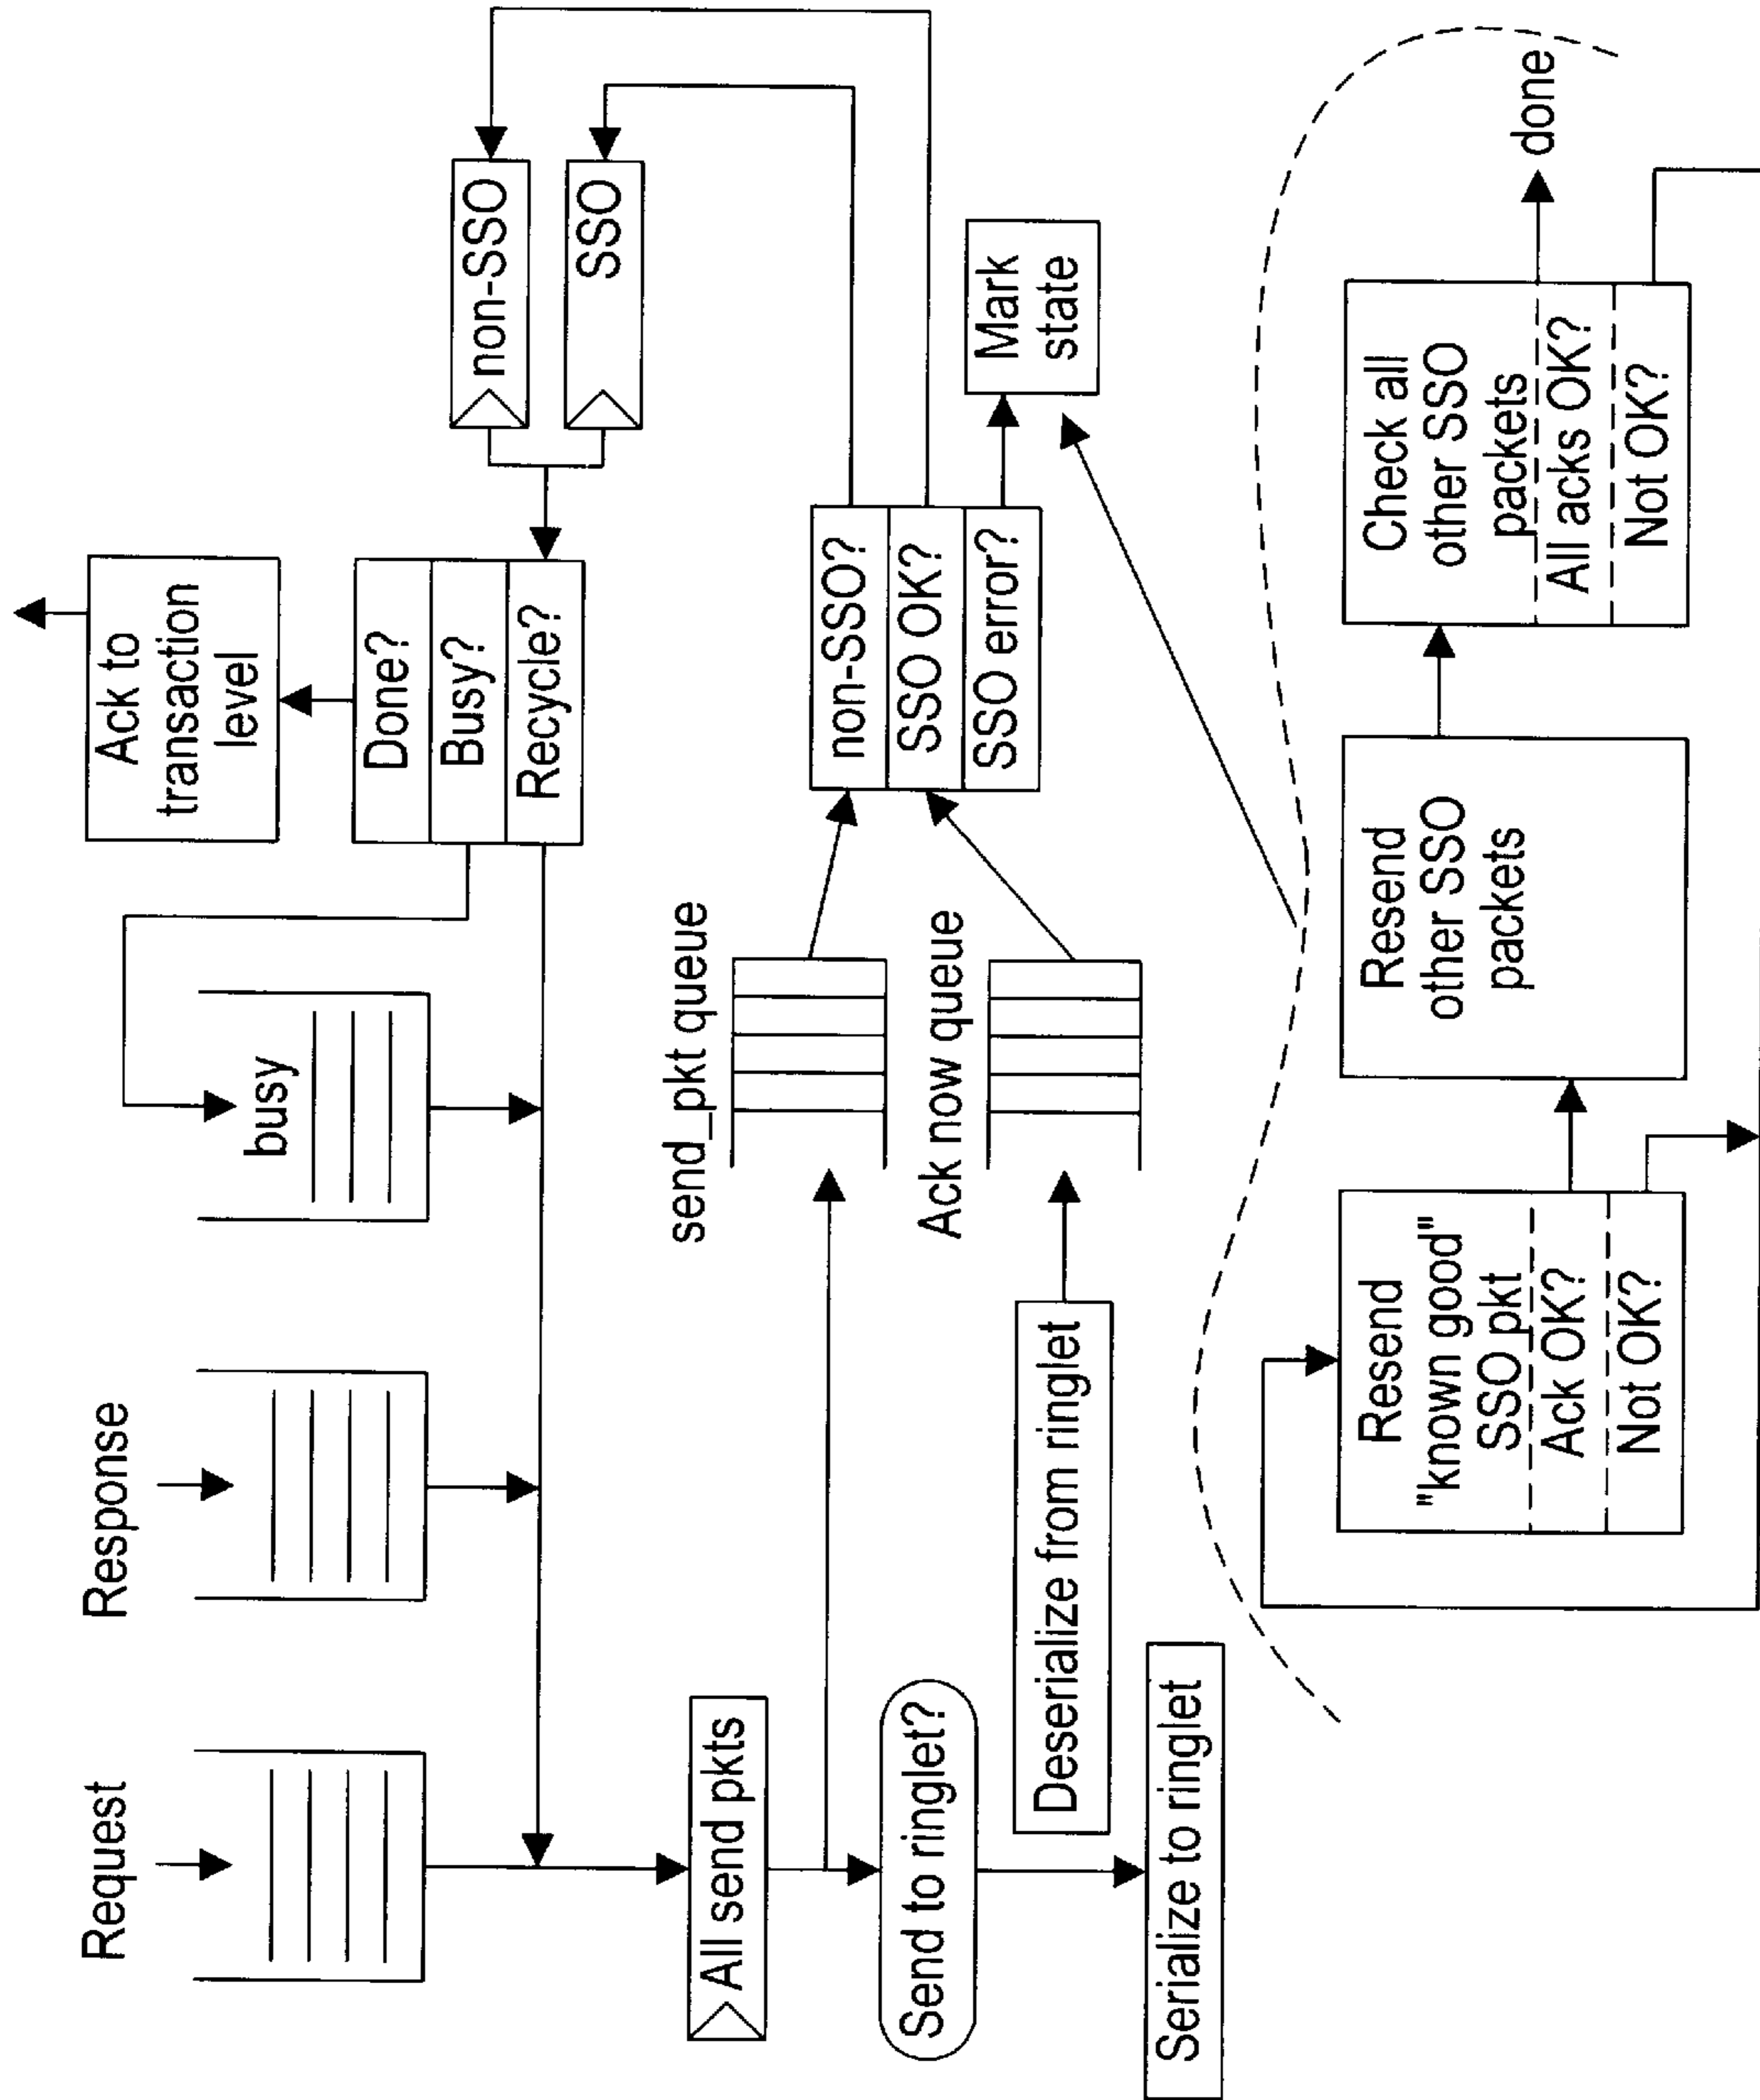 Request
Response
busy
Ack to
transaction
level
Done?
Busy?
Recycle?
non-SSO
SSO
All send pkts
send_pkt queue
non-SSO?
SSO OK?
SSO error?
Send to ringlet?
Ack now queue
Mark
state
Deserialize from ringlet
Serialize to ringlet
Resend
"known good"
SSO pkt
Ack OK?
Not OK?
Resend
other SSO
packets
Check all
other SSO
packets
All acks OK?
Not OK?
done